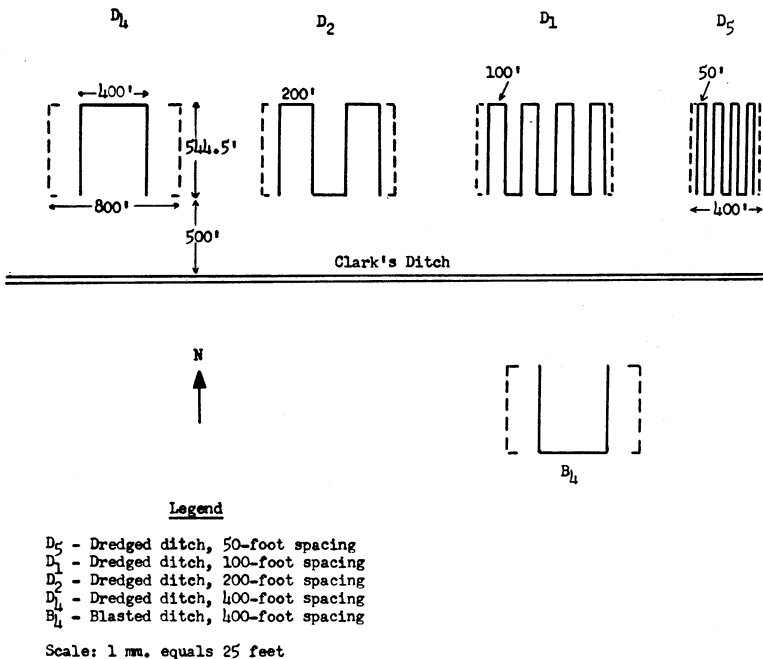 D4 D2 D1 D5
400' 200' 100' 50'
544.5'
800' 400'
500'
Clark's Ditch
N
B4
Legend
D5 - Dredged ditch, 50-foot spacing
D1 - Dredged ditch, 100-foot spacing
D2 - Dredged ditch, 200-foot spacing
D4 - Dredged ditch, 400-foot spacing
B4 - Blasted ditch, 400-foot spacing
Scale: 1 mm. equals 25 feet